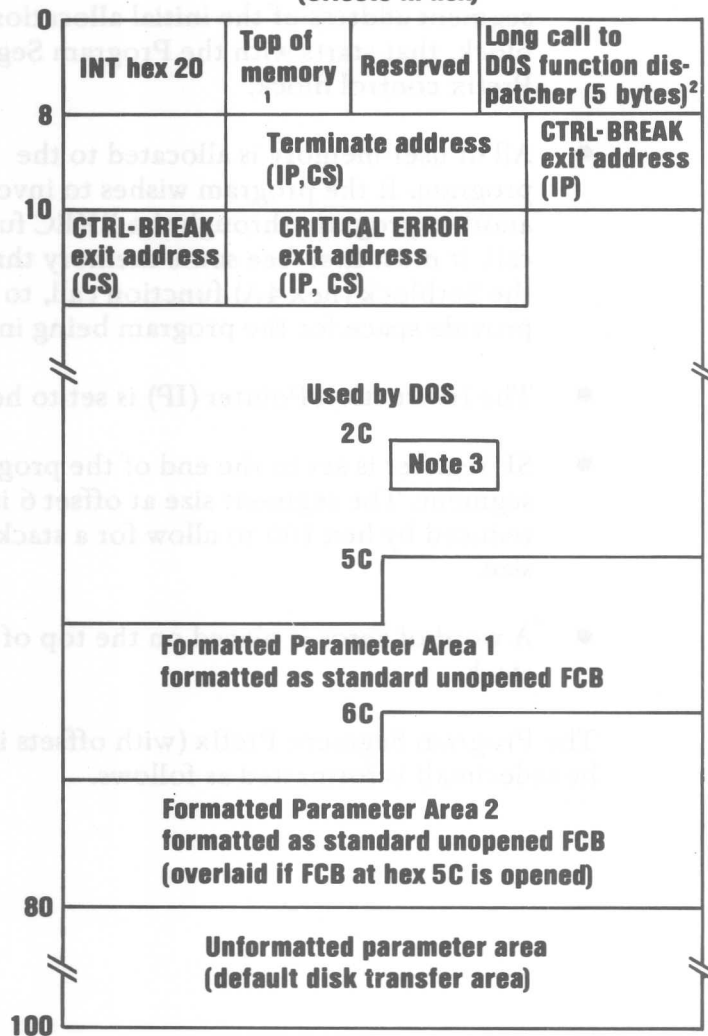 0
INT hex 20
Top of
memory
1
Reserved
Long call to
DOS function dis-
patcher (5 bytes)²
8
Terminate address
(IP,CS)
CTRL-BREAK
exit address
(IP)
10
CTRL-BREAK
exit address
(CS)
CRITICAL ERROR
exit address
(IP, CS)
Used by DOS
2C
Note 3
5C
Formatted Parameter Area 1
formatted as standard unopened FCB
6C
Formatted Parameter Area 2
formatted as standard unopened FCB
(overlaid if FCB at hex 5C is opened)
80
Unformatted parameter area
(default disk transfer area)
100